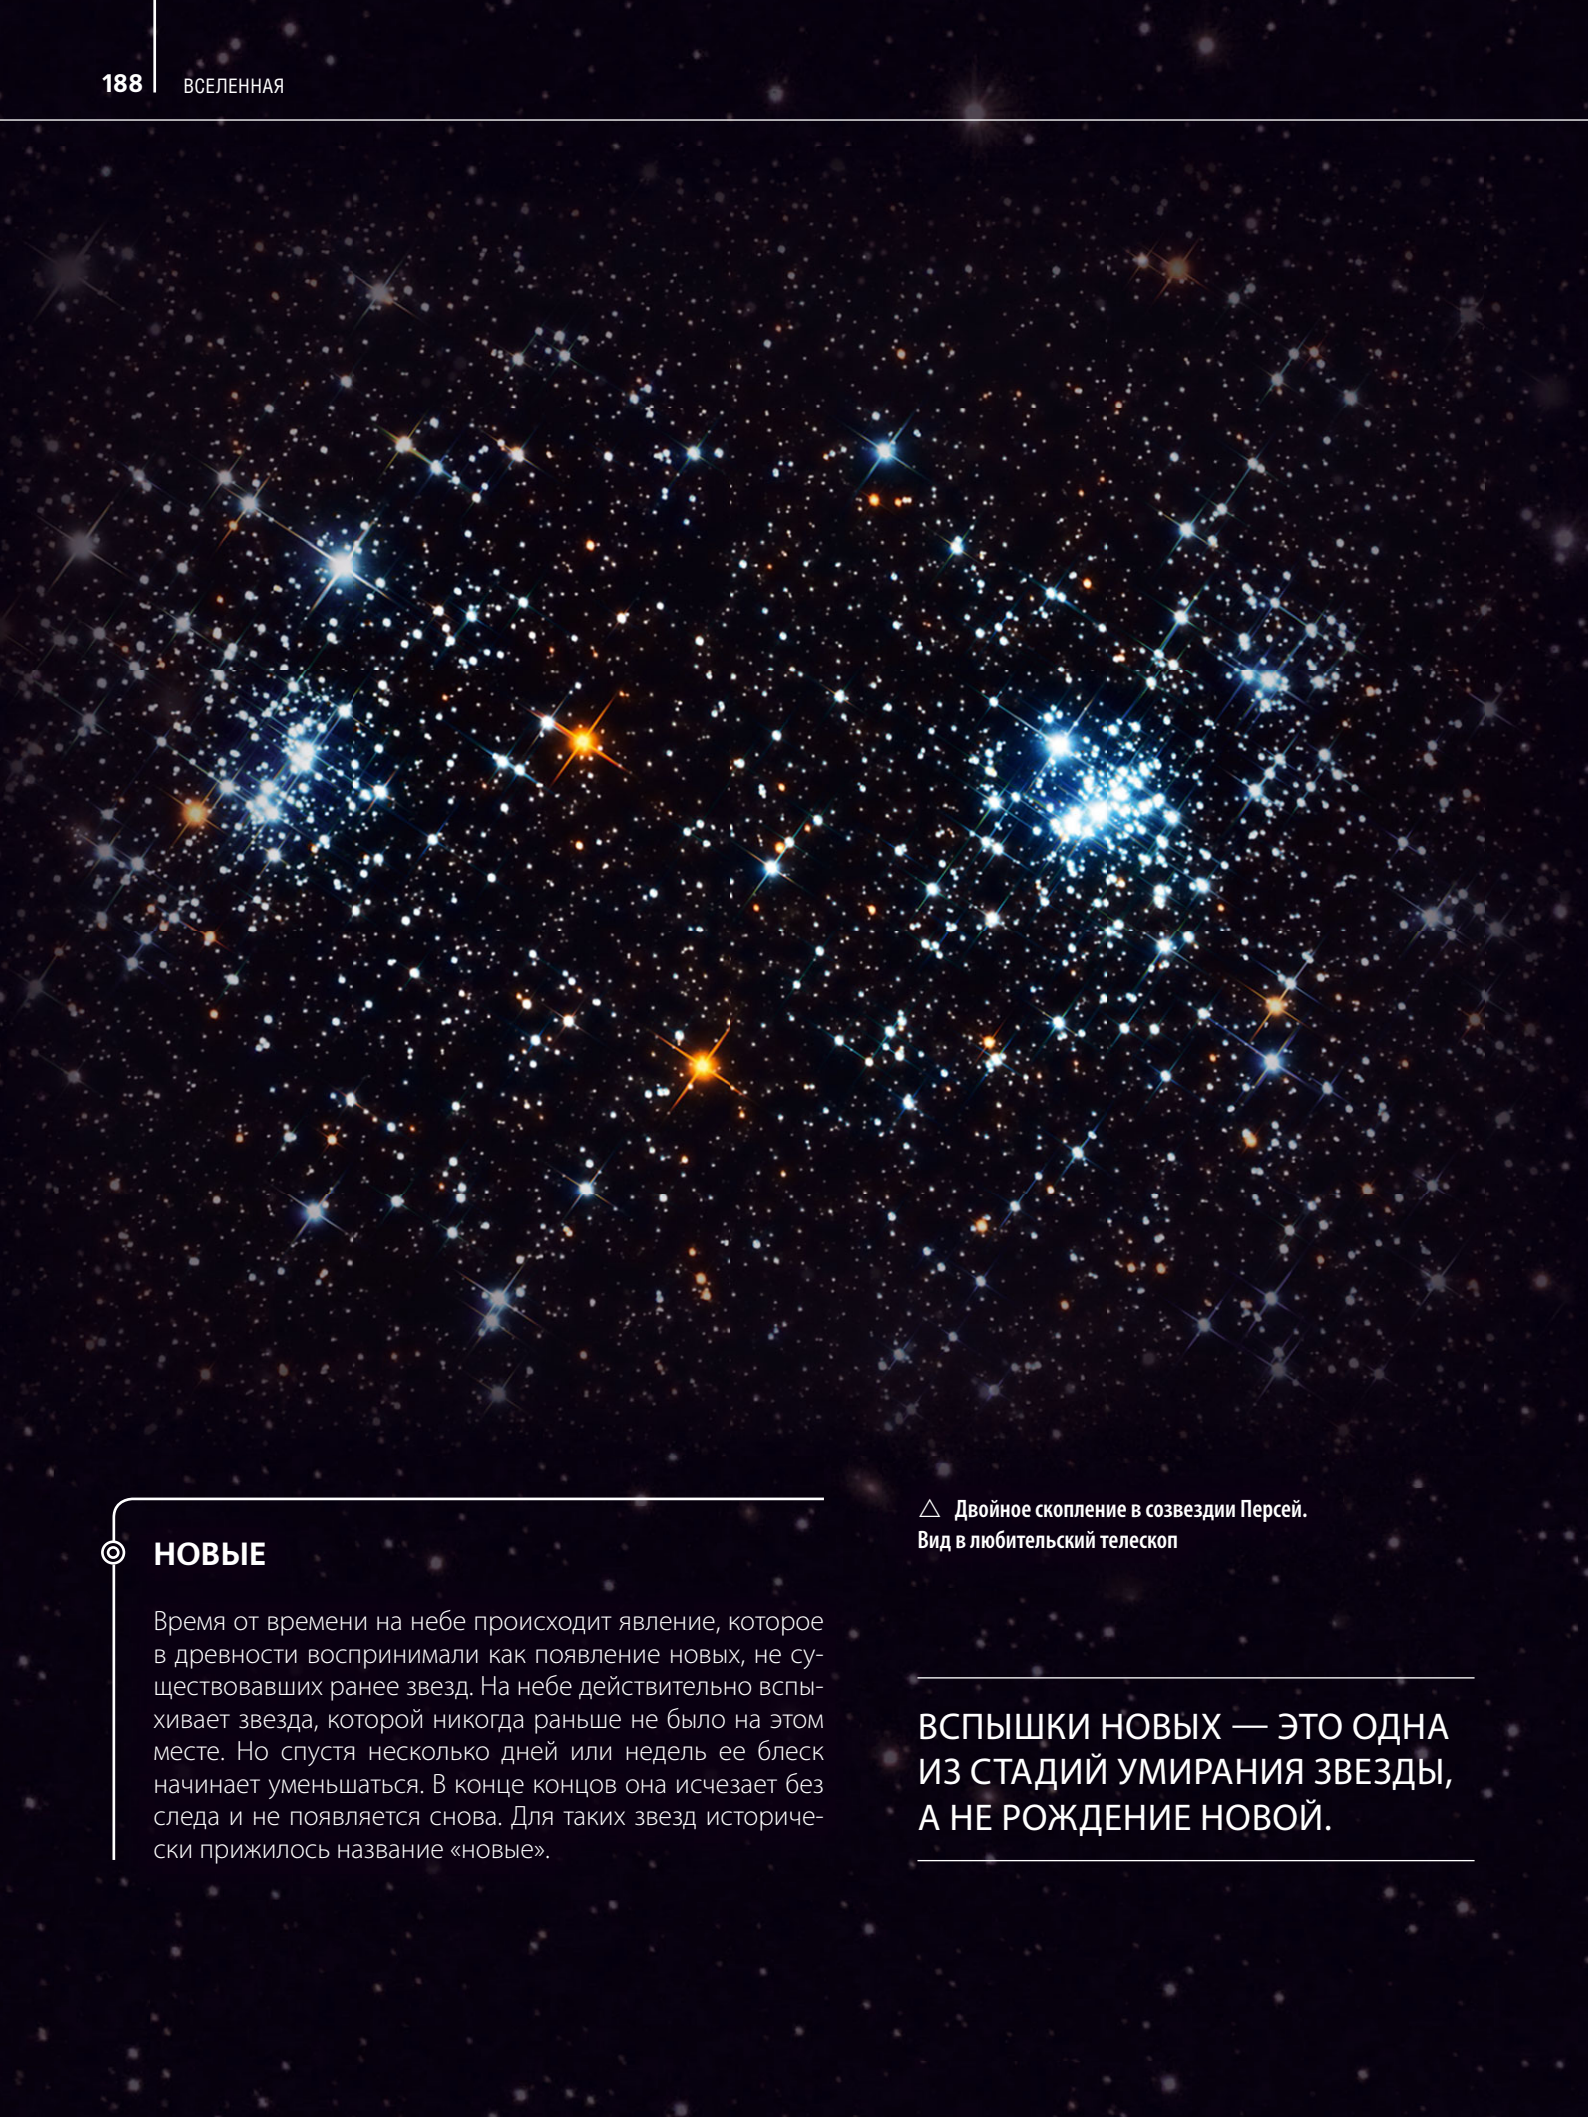 188
ВСЕЛЕННАЯ
НОВЫЕ
Время от времени на небе происходит явление, которое
в древности воспринимали как появление новых, не су-
ществовавших ранее звезд. На небе действительно вспы-
хивает звезда, которой никогда раньше не было на этом
месте. Но спустя несколько дней или недель ее блеск
начинает уменьшаться. В конце концов она исчезает без
следа и не появляется снова. Для таких звезд историче-
ски прижилось название «новые».
△ Двойное скопление в созвездии Персей.
Вид в любительский телескоп
ВСПЫШКИ НОВЫХ — ЭТО ОДНА
ИЗ СТАДИЙ УМИРАНИЯ ЗВЕЗДЫ,
А НЕ РОЖДЕНИЕ НОВОЙ.